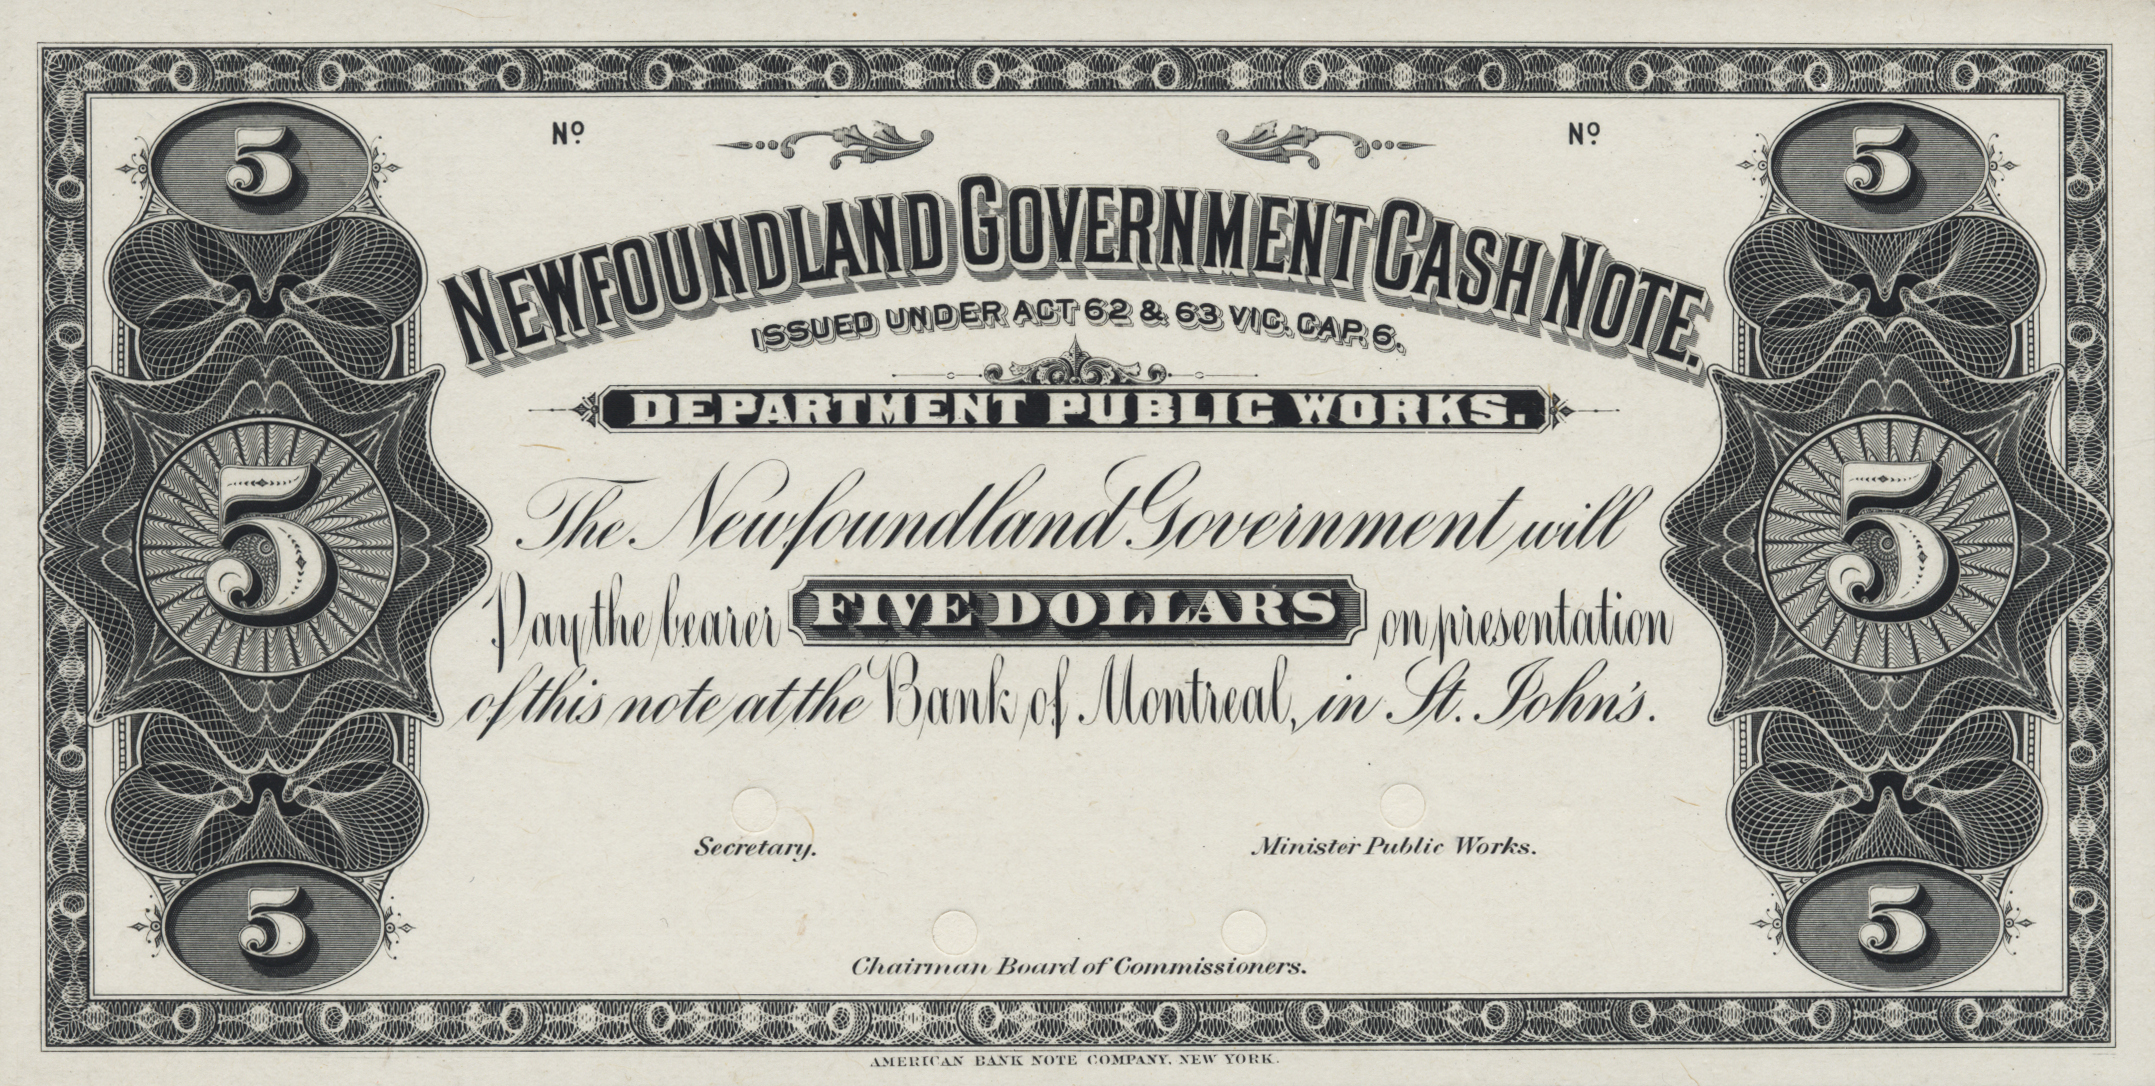 5 Nº Nº 5
NEWFOUNDLAND GOVERNMENT CASH NOTE.
ISSUED UNDER ACT 62 & 63 VIC. CAP. 6.
DEPARTMENT PUBLIC WORKS.
The Newfoundland Government will
5 Pay the bearer FIVE DOLLARS on presentation 5
of this note at the Bank of Montreal, in St. John's.
Secretary. Minister Public Works.
5 5
Chairman Board of Commissioners.
AMERICAN BANK NOTE COMPANY, NEW YORK.